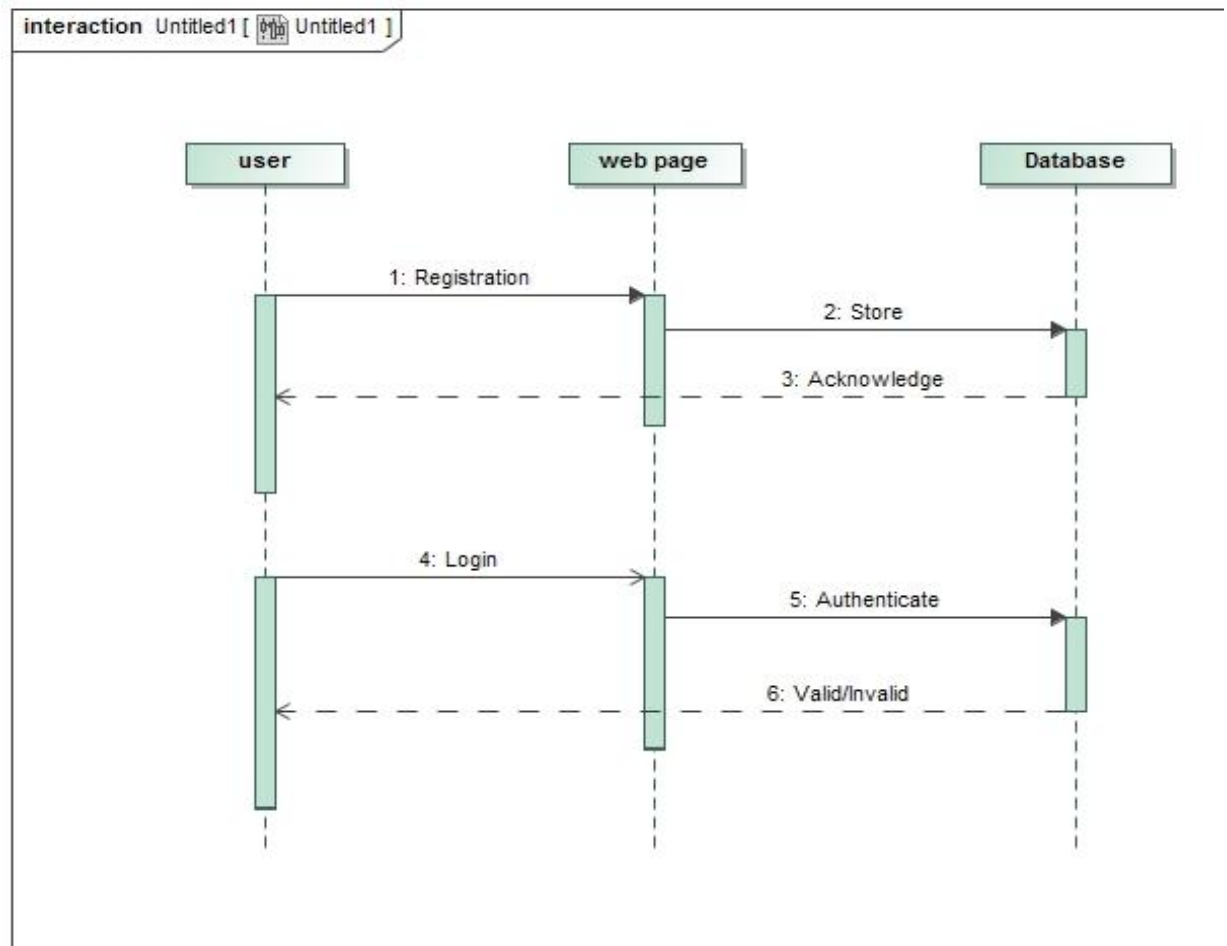 interaction Untitled1 [ Untitled1 ]
user
web page
Database
1: Registration
2: Store
3: Acknowledge
4: Login
5: Authenticate
6: Valid/Invalid